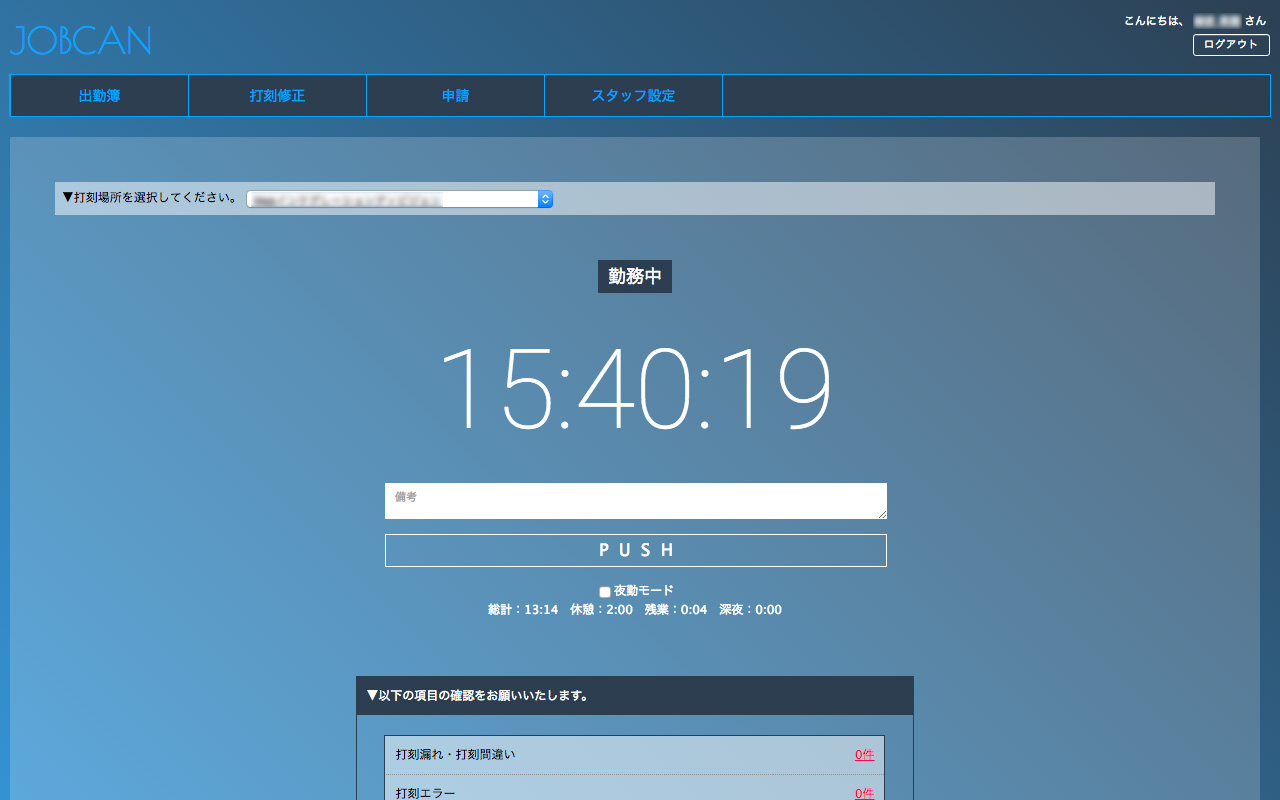 JOBCAN
こんにちは、 さん
ログアウト
出勤簿 打刻修正 申請 スタッフ設定
▼打刻場所を選択してください。
勤務中
15:40:19
備考
PUSH
夜勤モード
総計：13:14 休憩：2:00 残業：0:04 深夜：0:00
▼以下の項目の確認をお願いいたします。
打刻漏れ・打刻間違い 0件
打刻エラー 0件